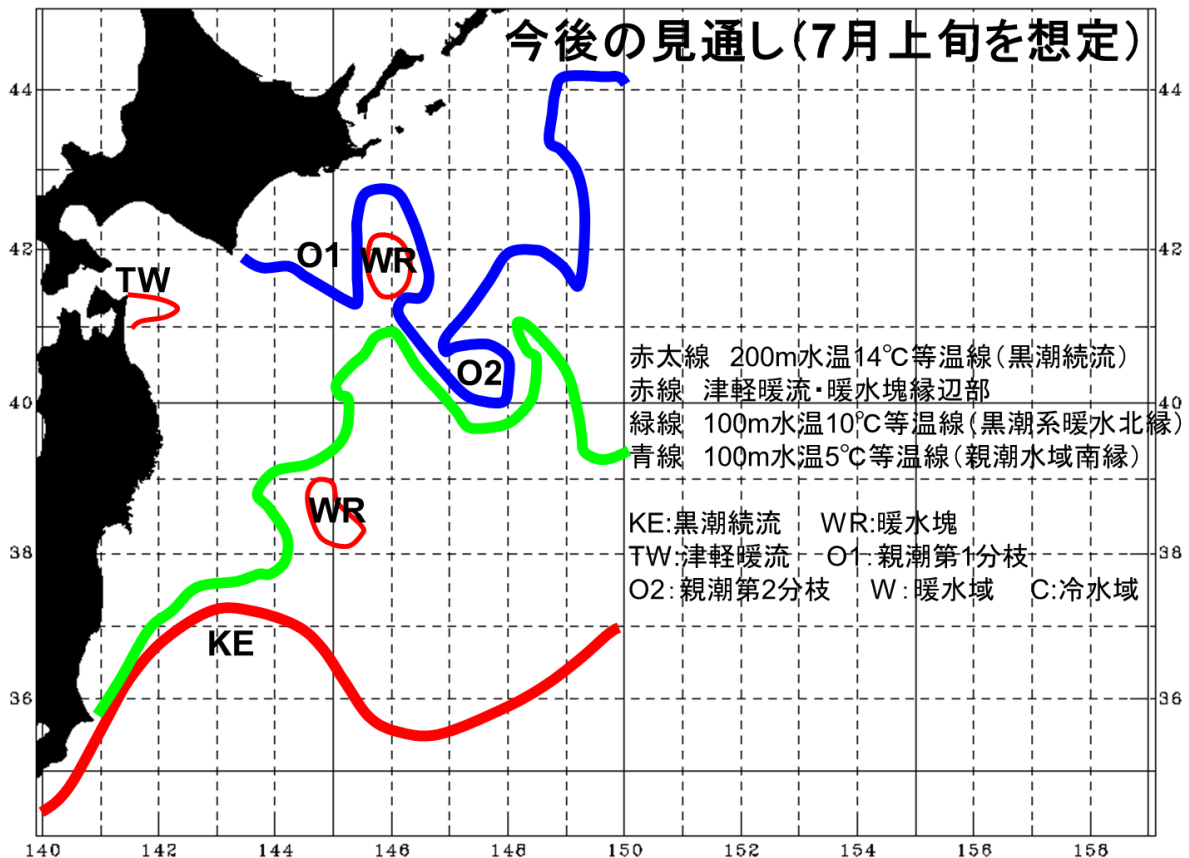 今後の見通し(7月上旬を想定)
44
44
42
42
O1
WR
TW
O2
赤太線 200m水温14℃等温線(黒潮続流)
赤線 津軽暖流・暖水塊縁辺部
40
40
緑線 100m水温10℃等温線(黒潮系暖水北縁)
青線 100m水温5℃等温線(親潮水域南縁)
WR
KE:黒潮続流 WR:暖水塊
38
38
TW:津軽暖流 O1:親潮第1分枝
O2:親潮第2分枝 W:暖水域 C:冷水域
KE
36
36
140 142 144 146 148 150 152 154 156 158